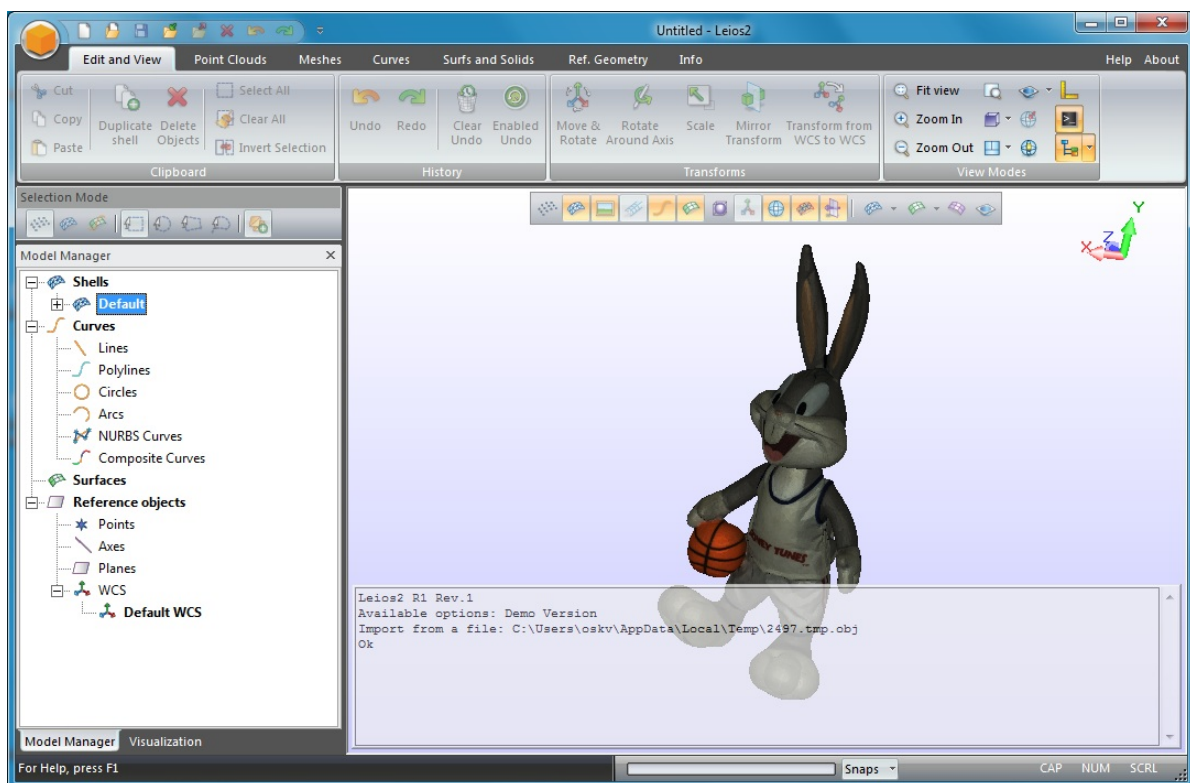 Untitled - Leios2
Edit and View Point Clouds Meshes Curves Surfs and Solids Ref. Geometry Info Help About
Cut
Copy
Paste
Duplicate shell
Delete Objects
Select All
Clear All
Invert Selection
Clipboard
Undo
Redo
Clear Undo
Enabled Undo
History
Move & Rotate
Rotate Around Axis
Scale
Mirror Transform
Transform from WCS to WCS
Transforms
Fit view
Zoom In
Zoom Out
View Modes
Selection Mode
Model Manager
Shells
Default
Curves
Lines
Polylines
Circles
Arcs
NURBS Curves
Composite Curves
Surfaces
Reference objects
Points
Axes
Planes
WCS
Default WCS
Y
X
Z
TUNES
Leios2 R1 Rev.1
Available options: Demo Version
Import from a file: C:\Users\oskv\AppData\Local\Temp\2497.tmp.obj
Ok
Model Manager Visualization
For Help, press F1
Snaps
CAP NUM SCRL